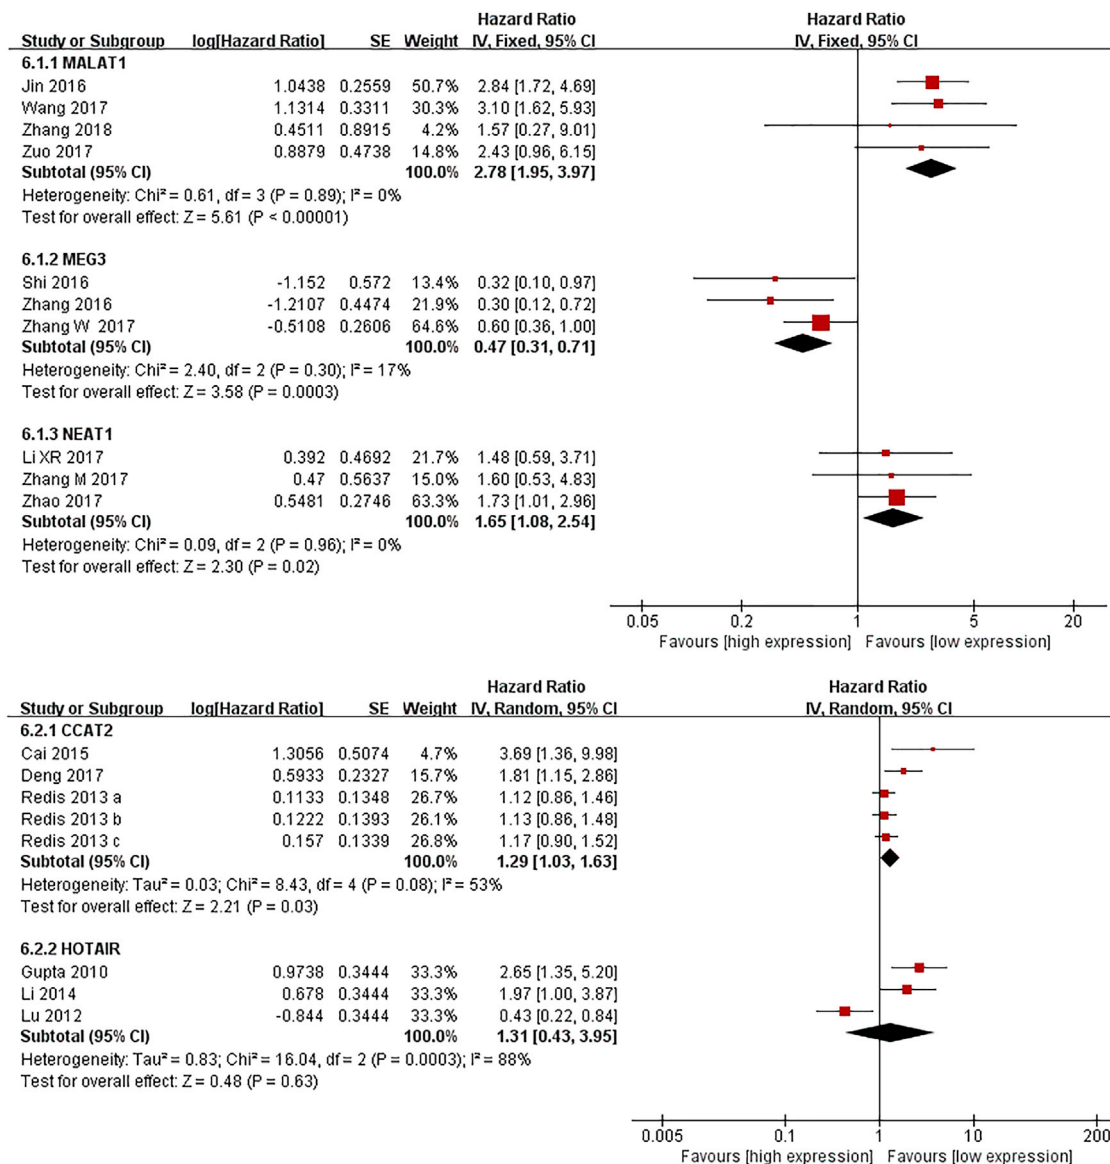 Hazard Ratio Hazard Ratio
Study or Subgroup log[Hazard Ratio] SE Weight IV, Fixed, 95% CI IV, Fixed, 95% CI
6.1.1 MALAT1
Jin 2016 1.0438 0.2559 50.7% 2.84 [1.72, 4.69]
Wang 2017 1.1314 0.3311 30.3% 3.10 [1.62, 5.93]
Zhang 2018 0.4511 0.8915 4.2% 1.57 [0.27, 9.01]
Zuo 2017 0.8879 0.4738 14.8% 2.43 [0.96, 6.15]
Subtotal (95% CI) 100.0% 2.78 [1.95, 3.97]
Heterogeneity: Chi² = 0.61, df = 3 (P = 0.89); I² = 0%
Test for overall effect: Z = 5.61 (P < 0.00001)
6.1.2 MEG3
Shi 2016 -1.152 0.572 13.4% 0.32 [0.10, 0.97]
Zhang 2016 -1.2107 0.4474 21.9% 0.30 [0.12, 0.72]
Zhang W 2017 -0.5108 0.2606 64.6% 0.60 [0.36, 1.00]
Subtotal (95% CI) 100.0% 0.47 [0.31, 0.71]
Heterogeneity: Chi² = 2.40, df = 2 (P = 0.30); I² = 17%
Test for overall effect: Z = 3.58 (P = 0.0003)
6.1.3 NEAT1
Li XR 2017 0.392 0.4692 21.7% 1.48 [0.59, 3.71]
Zhang M 2017 0.47 0.5637 15.0% 1.60 [0.53, 4.83]
Zhao 2017 0.5481 0.2746 63.3% 1.73 [1.01, 2.96]
Subtotal (95% CI) 100.0% 1.65 [1.08, 2.54]
Heterogeneity: Chi² = 0.09, df = 2 (P = 0.96); I² = 0%
Test for overall effect: Z = 2.30 (P = 0.02)
0.05 0.2 1 5 20
Favours [high expression] Favours [low expression]
Hazard Ratio Hazard Ratio
Study or Subgroup log[Hazard Ratio] SE Weight IV, Random, 95% CI IV, Random, 95% CI
6.2.1 CCAT2
Cai 2015 1.3056 0.5074 4.7% 3.69 [1.36, 9.98]
Deng 2017 0.5933 0.2327 15.7% 1.81 [1.15, 2.86]
Redis 2013 a 0.1133 0.1348 26.7% 1.12 [0.86, 1.46]
Redis 2013 b 0.1222 0.1393 26.1% 1.13 [0.86, 1.48]
Redis 2013 c 0.157 0.1339 26.8% 1.17 [0.90, 1.52]
Subtotal (95% CI) 100.0% 1.29 [1.03, 1.63]
Heterogeneity: Tau² = 0.03; Chi² = 8.43, df = 4 (P = 0.08); I² = 53%
Test for overall effect: Z = 2.21 (P = 0.03)
6.2.2 HOTAIR
Gupta 2010 0.9738 0.3444 33.3% 2.65 [1.35, 5.20]
Li 2014 0.678 0.3444 33.3% 1.97 [1.00, 3.87]
Lu 2012 -0.844 0.3444 33.3% 0.43 [0.22, 0.84]
Subtotal (95% CI) 100.0% 1.31 [0.43, 3.95]
Heterogeneity: Tau² = 0.83; Chi² = 16.04, df = 2 (P = 0.0003); I² = 88%
Test for overall effect: Z = 0.48 (P = 0.63)
0.005 0.1 1 10 200
Favours [high expression] Favours [low expression]